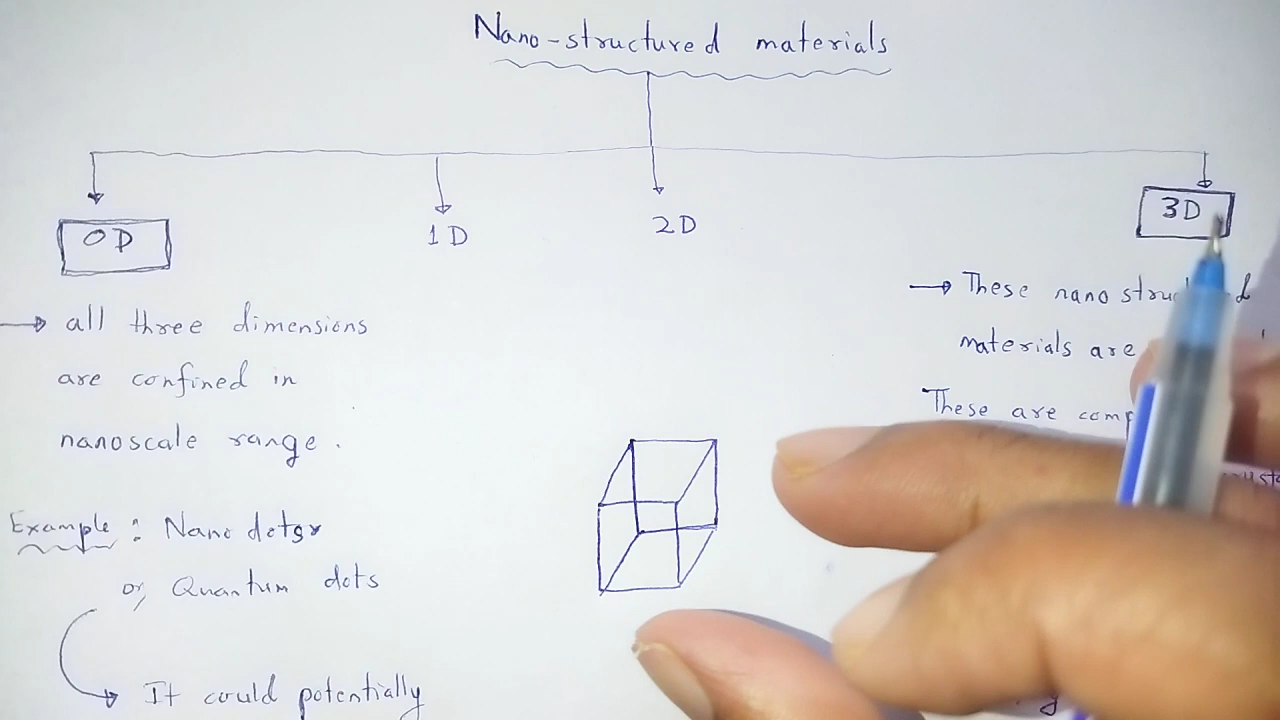 Nano-structured materials
0D
1D
2D
3D
→ all three dimensions
are confined in
nanoscale range.
Example: Nano dots
or, Quantum dots
It could potentially
→ These nano
materials are
These are